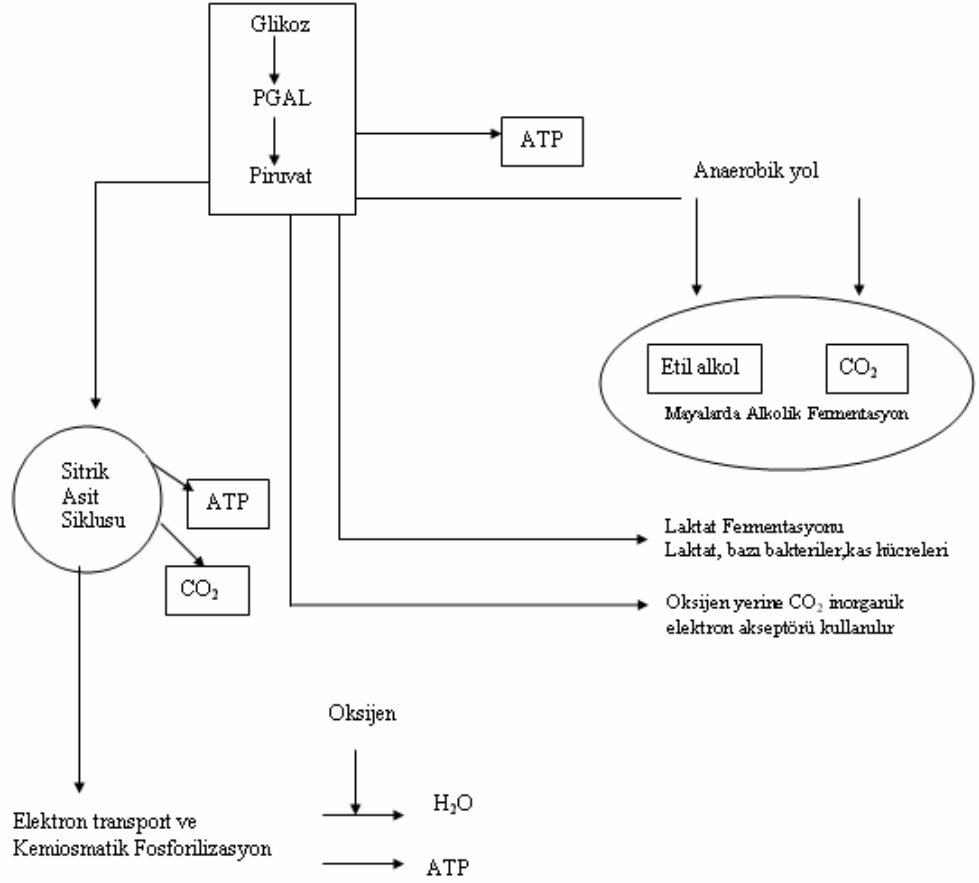 Glikoz
PGAL
Piruvat
ATP
Anaerobik yol
Etil alkol
CO₂
Mayalarda Alkolik Fermentasyon
Sitrik
Asit
Siklusu
ATP
CO₂
Laktat Fermentasyonu
Laktat, bazı bakteriler,kas hücreleri
Oksijen yerine CO₂ inorganik
elektron akseptörü kullanılır
Oksijen
H₂O
Elektron transport ve
Kemiosmatik Fosforilizasyon
ATP